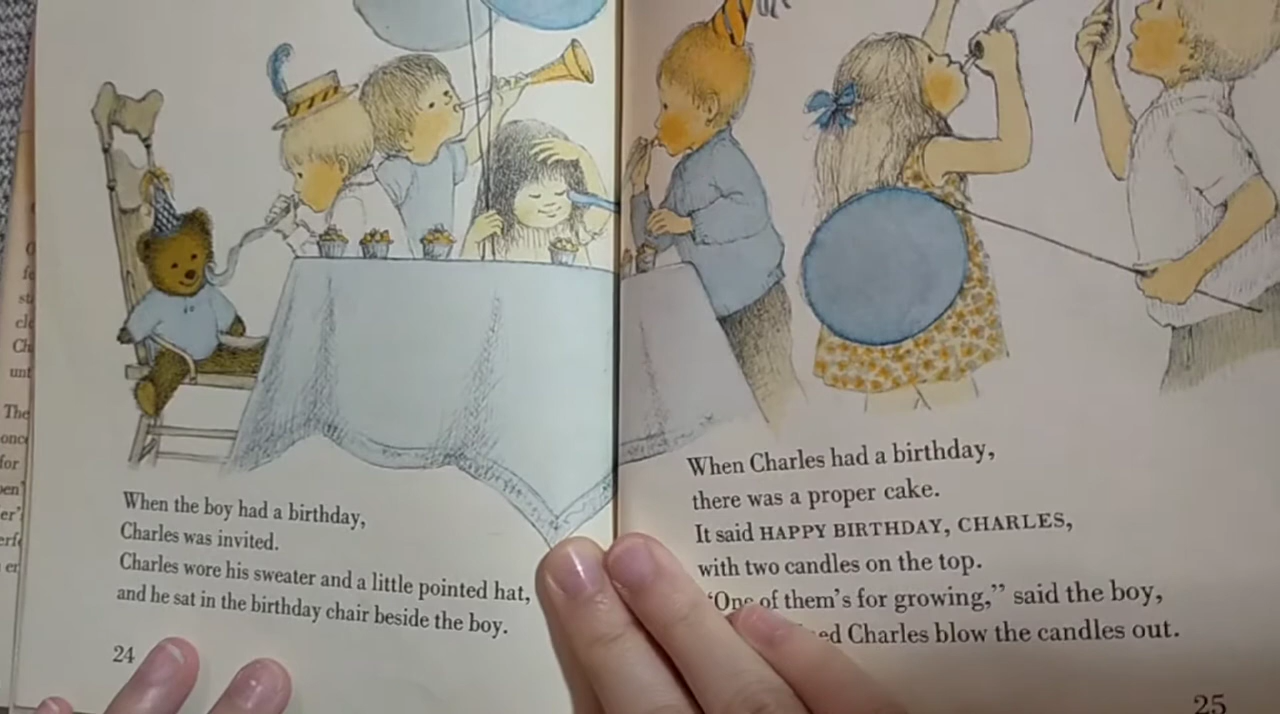 When the boy had a birthday,
Charles was invited.
Charles wore his sweater and a little pointed hat,
and he sat in the birthday chair beside the boy.
24
When Charles had a birthday,
there was a proper cake.
It said HAPPY BIRTHDAY, CHARLES,
with two candles on the top.
“One of them’s for growing,” said the boy,
Charles blow the candles out.
25